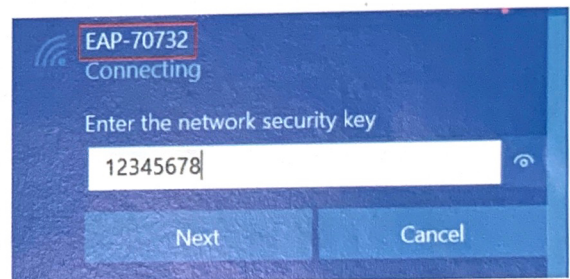 EAP-70732
Connecting
Enter the network security key
12345678
Next
Cancel